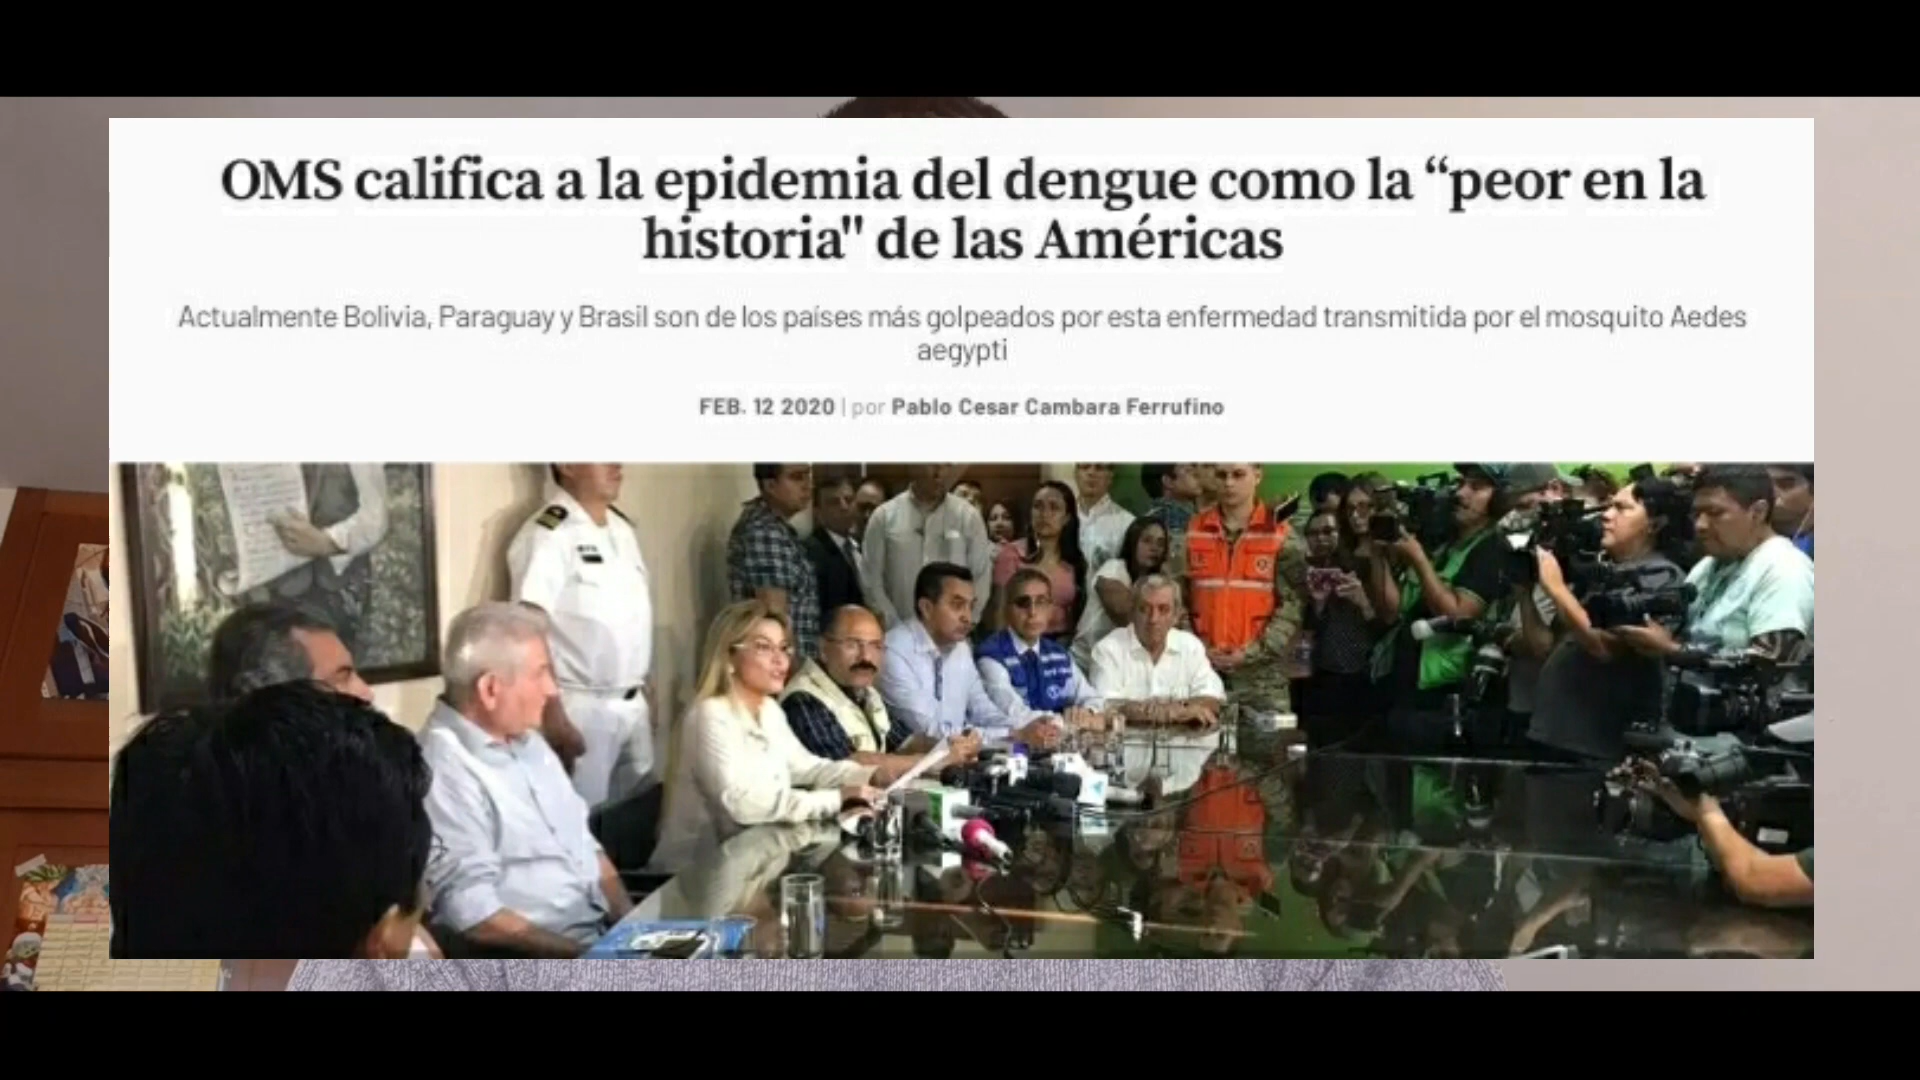 OMS califica a la epidemia del dengue como la “peor en la
historia" de las Américas
Actualmente Bolivia, Paraguay y Brasil son de los países más golpeados por esta enfermedad transmitida por el mosquito Aedes
aegypti
FEB. 12 2020 | por Pablo Cesar Cambara Ferrufino